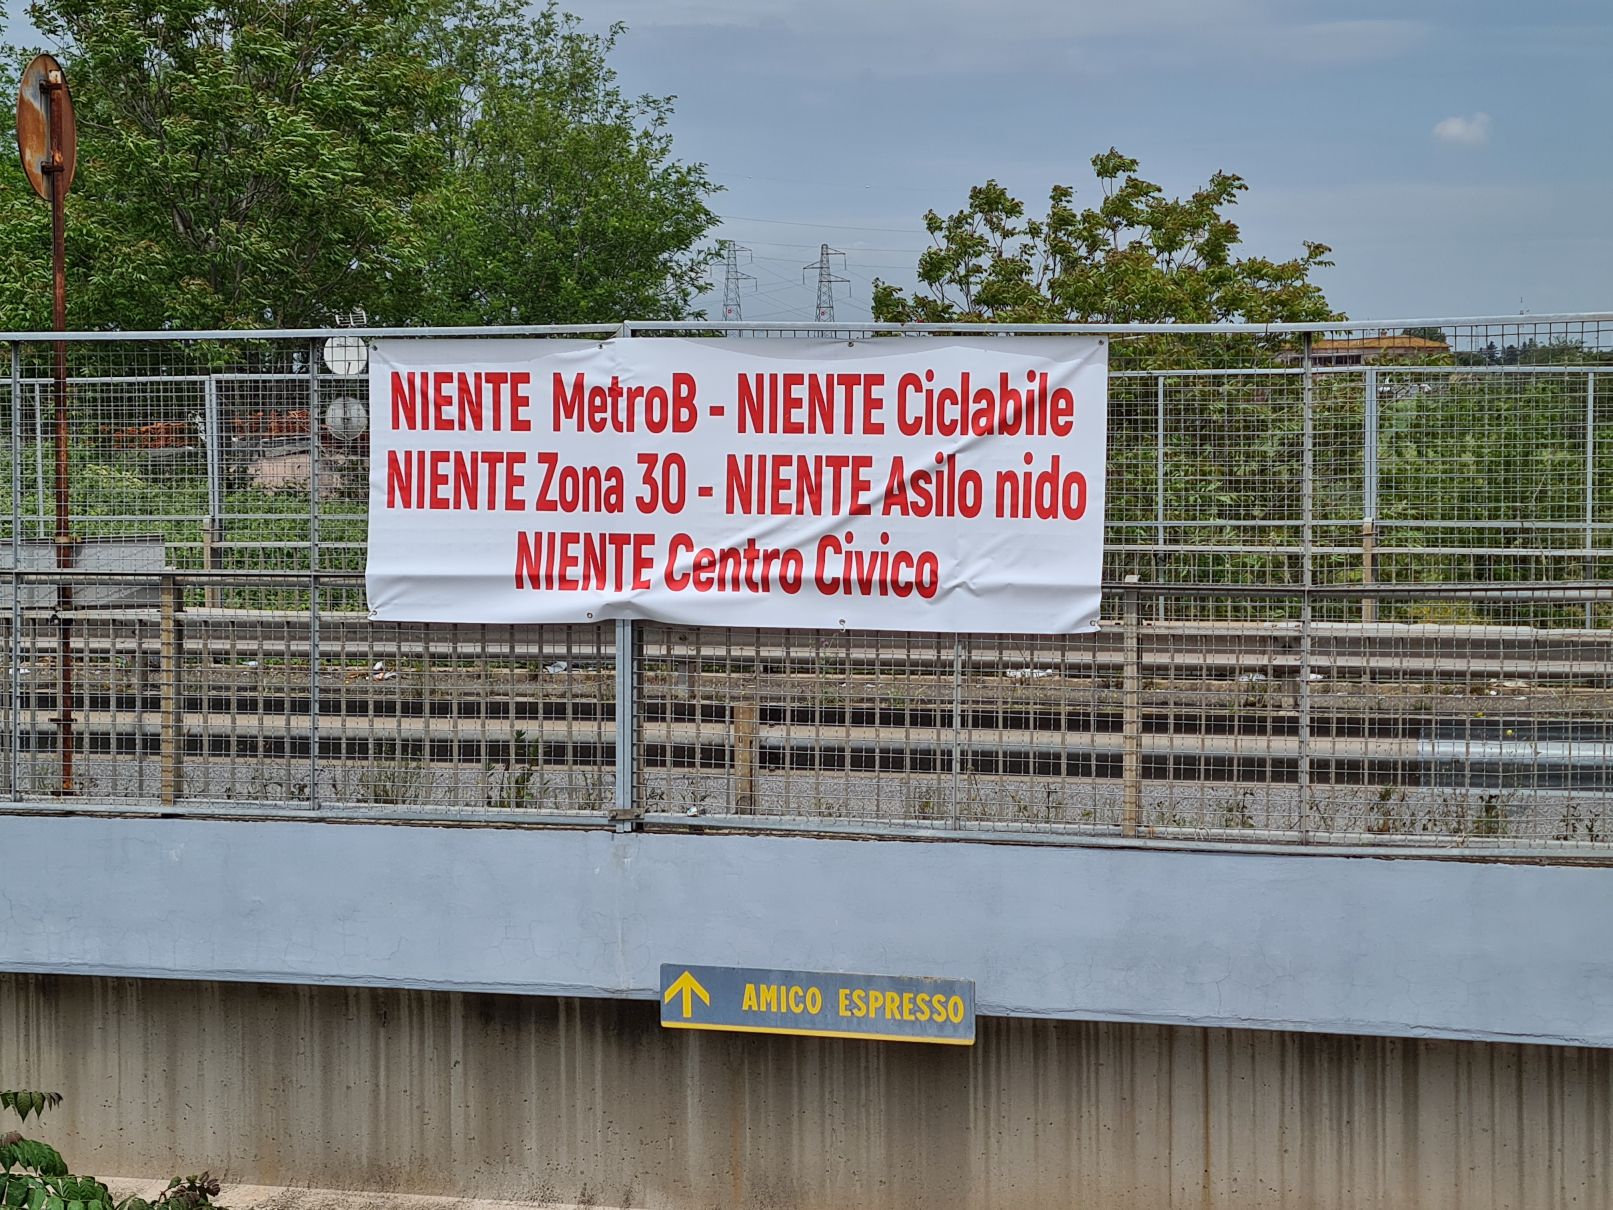 NIENTE MetroB - NIENTE Ciclabile
NIENTE Zona 30 - NIENTE Asilo nido
NIENTE Centro Civico
AMICO ESPRESSO